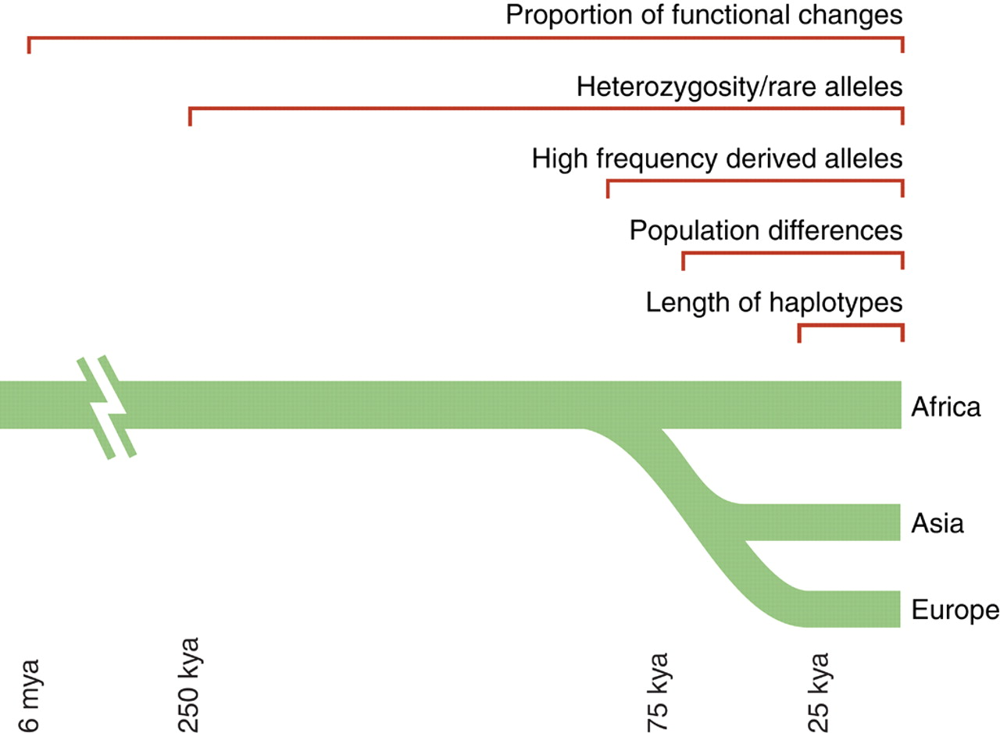 Proportion of functional changes
Heterozygosity/rare alleles
High frequency derived alleles
Population differences
Length of haplotypes
Africa
Asia
Europe
6 mya
250 kya
75 kya
25 kya